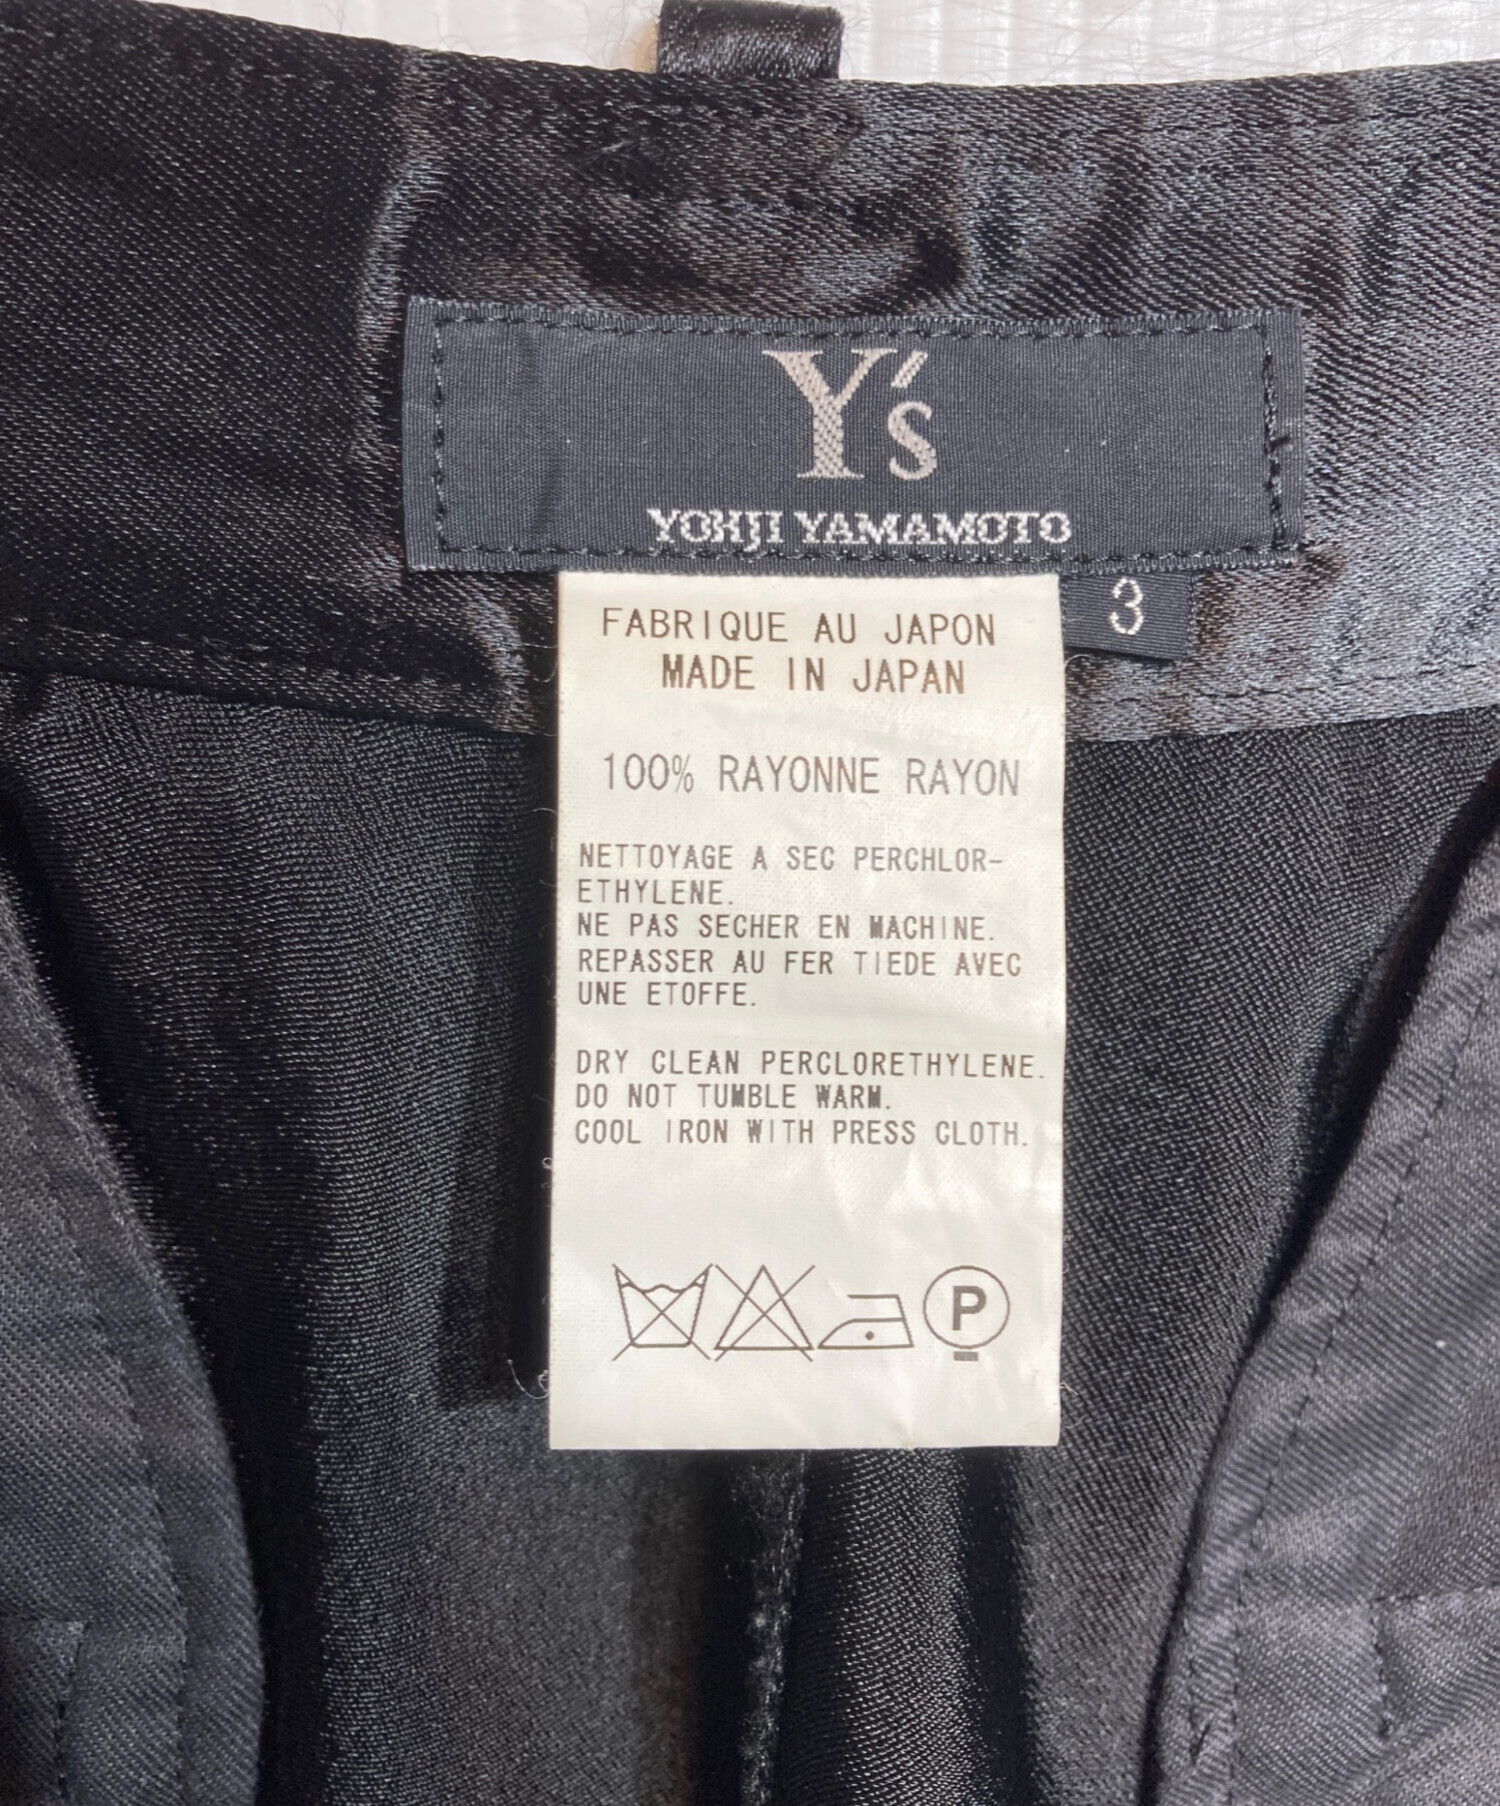 Y's
YOHJI YAMAMOTO
3
FABRIQUE AU JAPON
MADE IN JAPAN
100% RAYONNE RAYON
NETTOYAGE A SEC PERCHLOR-
ETHYLENE.
NE PAS SECHER EN MACHINE.
REPASSER AU FER TIEDE AVEC
UNE ETOFFE.
DRY CLEAN PERCLORETHYLENE.
DO NOT TUMBLE WARM.
COOL IRON WITH PRESS CLOTH.
P